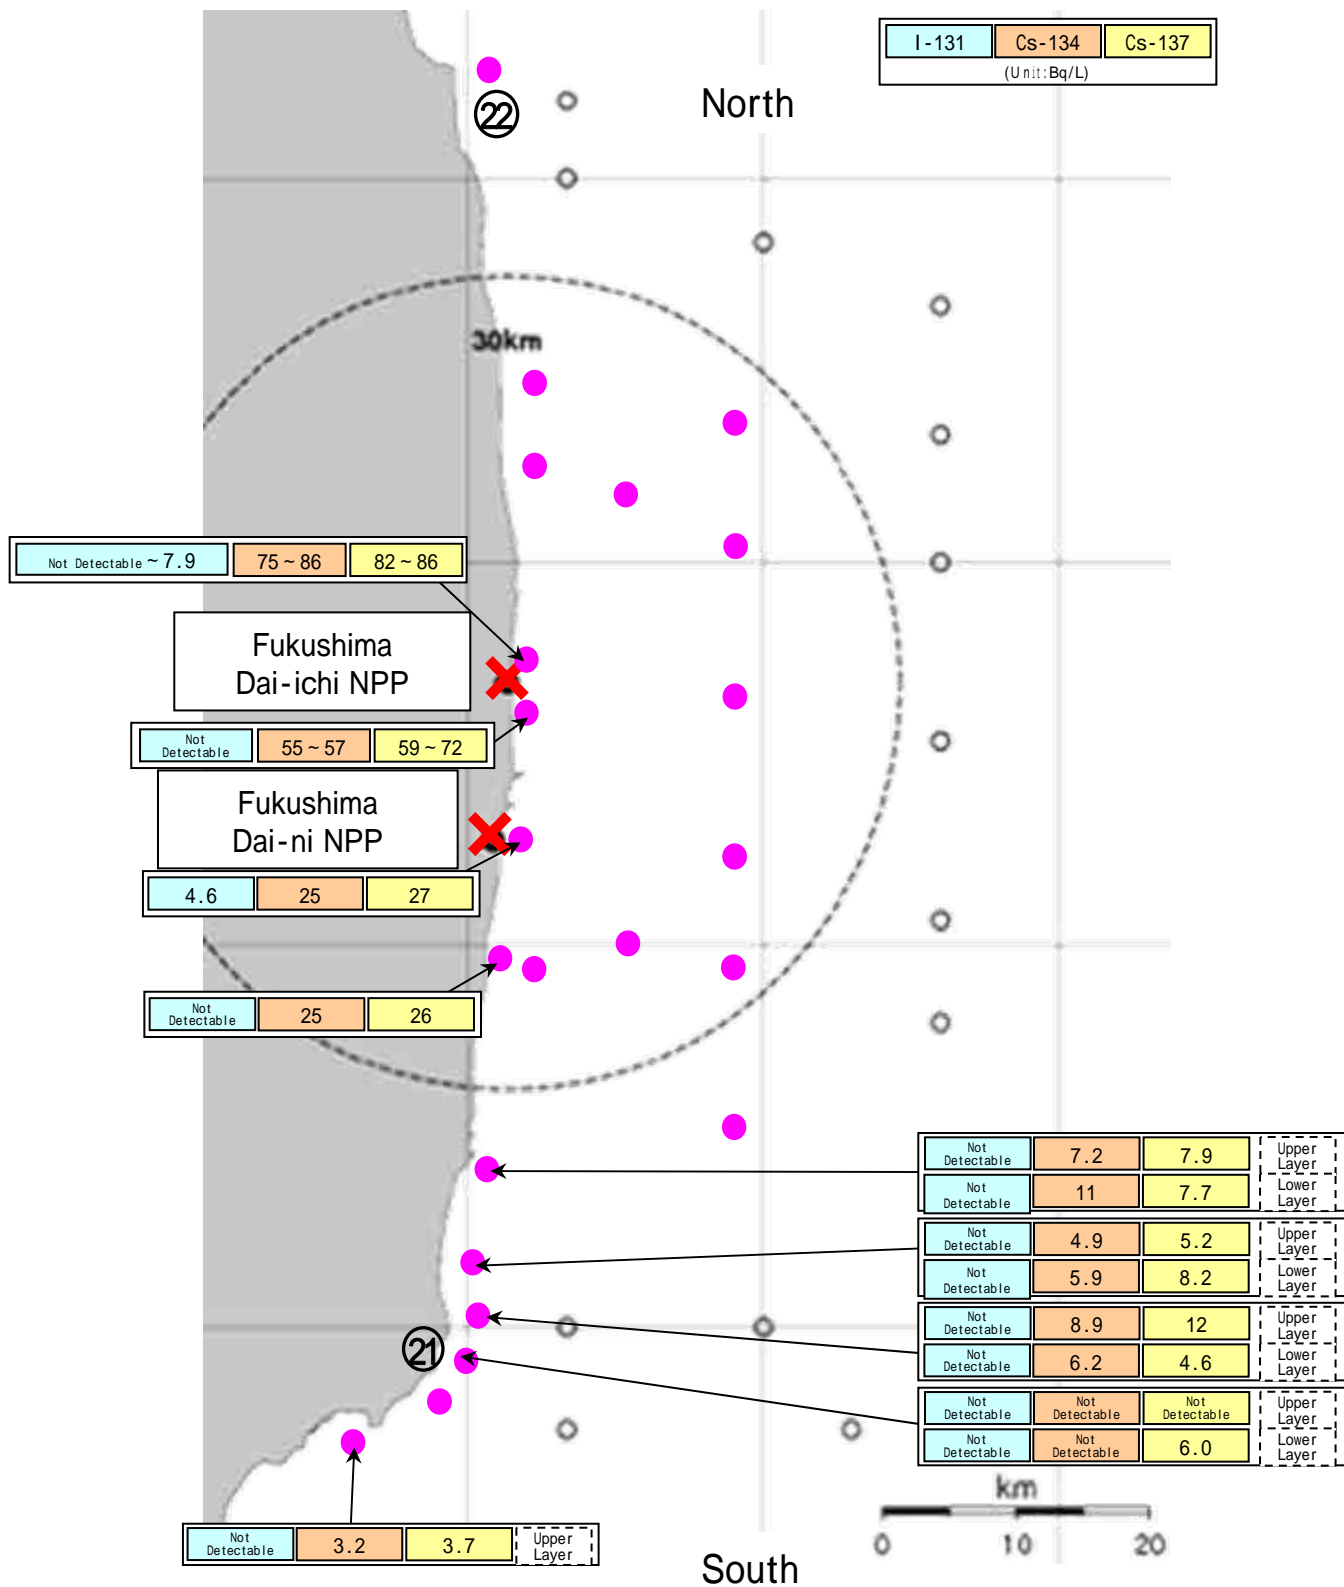 I-131 Cs-134 Cs-137
(Unit:Bq/L)
North
22
30km
Not Detectable ~ 7.9 75 ~ 86 82 ~ 86
Fukushima
Dai-ichi NPP
Not
Detectable 55 ~ 57 59 ~ 72
Fukushima
Dai-ni NPP
4.6 25 27
Not
Detectable 25 26
Not
Detectable 7.2 7.9 Upper
Layer
Not
Detectable 11 7.7 Lower
Layer
Not
Detectable 4.9 5.2 Upper
Layer
Not
Detectable 5.9 8.2 Lower
Layer
Not
Detectable 8.9 12 Upper
Layer
Not
Detectable 6.2 4.6 Lower
Layer
21
Not
Detectable Not
Detectable Not
Detectable Upper
Layer
Not
Detectable Not
Detectable 6.0 Lower
Layer
km
0 10 20
Not
Detectable 3.2 3.7 Upper
Layer
South